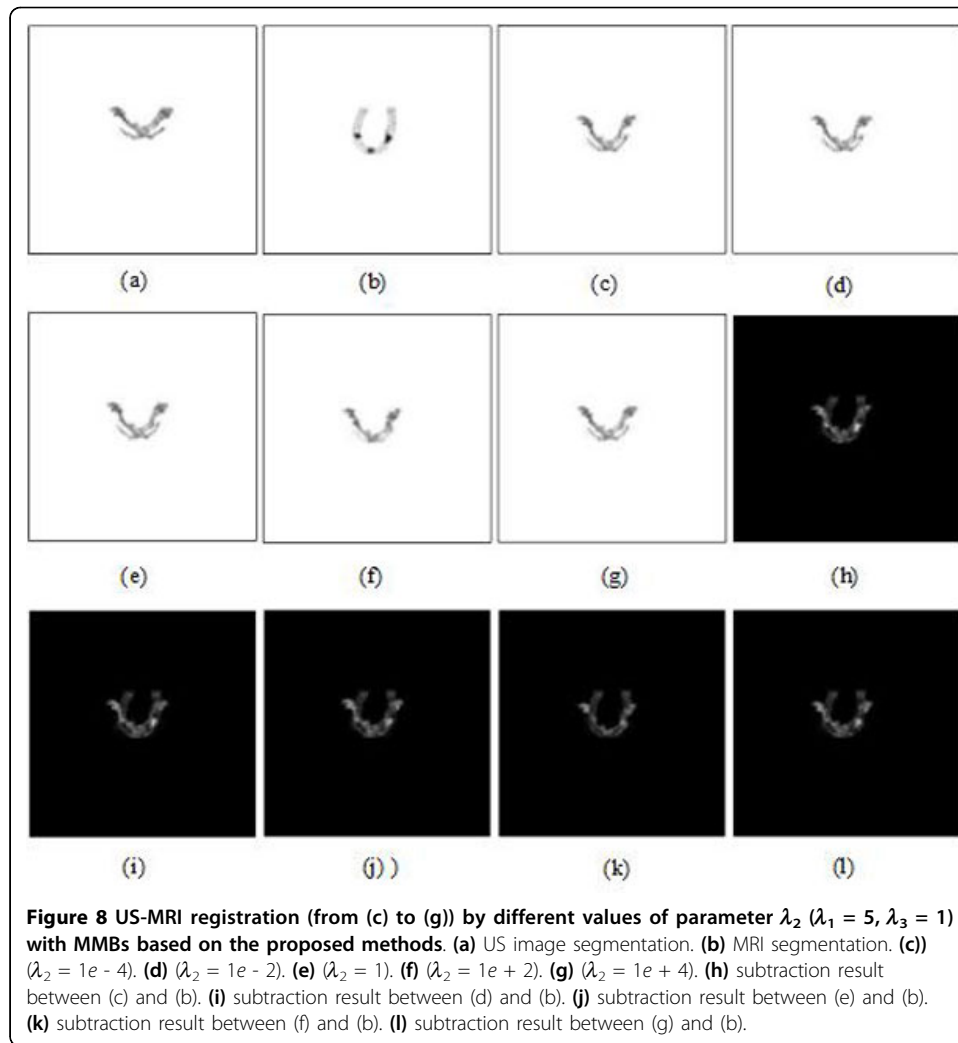 (a) (b) (c) (d)
(e) (f) (g) (h)
(i) (j) ) (k) (l)
Figure 8 US-MRI registration (from (c) to (g)) by different values of parameter λ₂ (λ₁ = 5, λ₃ = 1)
with MMBs based on the proposed methods. (a) US image segmentation. (b) MRI segmentation. (c))
(λ₂ = 1e - 4). (d) (λ₂ = 1e - 2). (e) (λ₂ = 1). (f) (λ₂ = 1e + 2). (g) (λ₂ = 1e + 4). (h) subtraction result
between (c) and (b). (i) subtraction result between (d) and (b). (j) subtraction result between (e) and (b).
(k) subtraction result between (f) and (b). (l) subtraction result between (g) and (b).